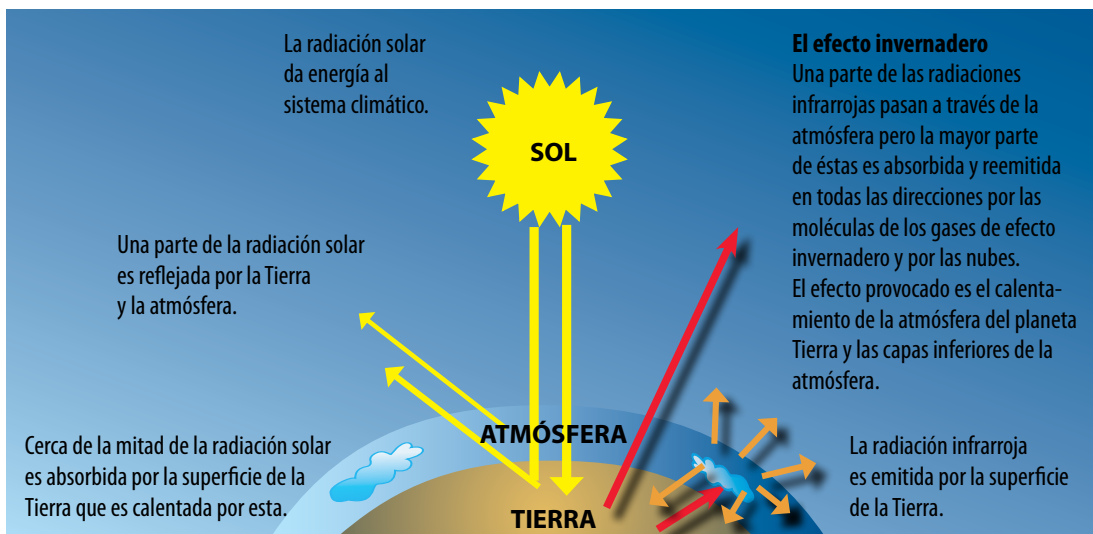 La radiación solar
da energía al
sistema climático.
SOL
El efecto invernadero
Una parte de las radiaciones
infrarrojas pasan a través de la
atmósfera pero la mayor parte
de éstas es absorbida y reemitida
en todas las direcciones por las
moléculas de los gases de efecto
invernadero y por las nubes.
El efecto provocado es el calenta-
miento de la atmósfera del planeta
Tierra y las capas inferiores de la
atmósfera.
Una parte de la radiación solar
es reflejada por la Tierra
y la atmósfera.
Cerca de la mitad de la radiación solar
es absorbida por la superficie de la
Tierra que es calentada por esta.
ATMÓSFERA
TIERRA
La radiación infrarroja
es emitida por la superficie
de la Tierra.